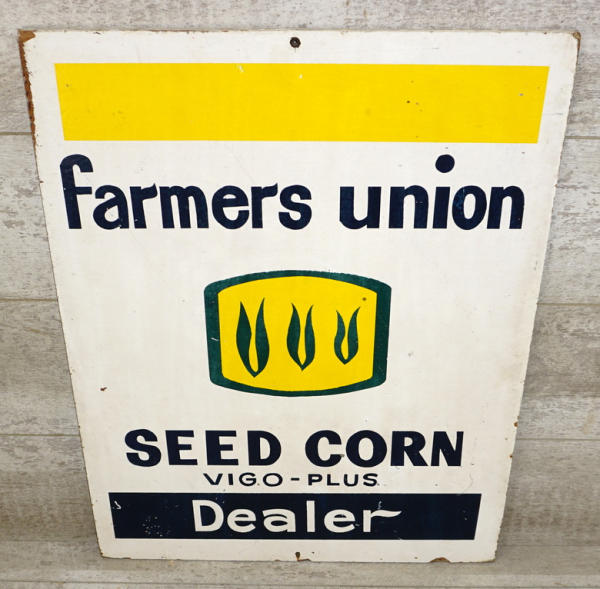 farmers union
SEED CORN
VIGO-PLUS
Dealer